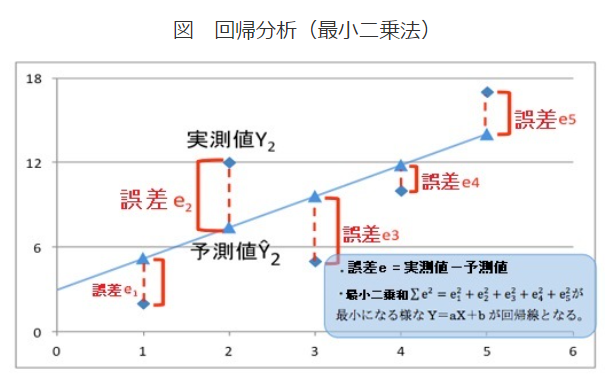 図　回帰分析（最小二乗法）
18
12
6
0
0 1 2 3 4 5 6
実測値Y₂
誤差 e₂
予測値Ŷ₂
誤差 e₁
誤差e3
誤差e4
誤差e5
．誤差e ＝実測値－予測値
・最小二乗和∑e² = e₁² + e₂² + e₃² + e₄² + e₅²が
最小になる様なY＝aX＋bが回帰線となる。